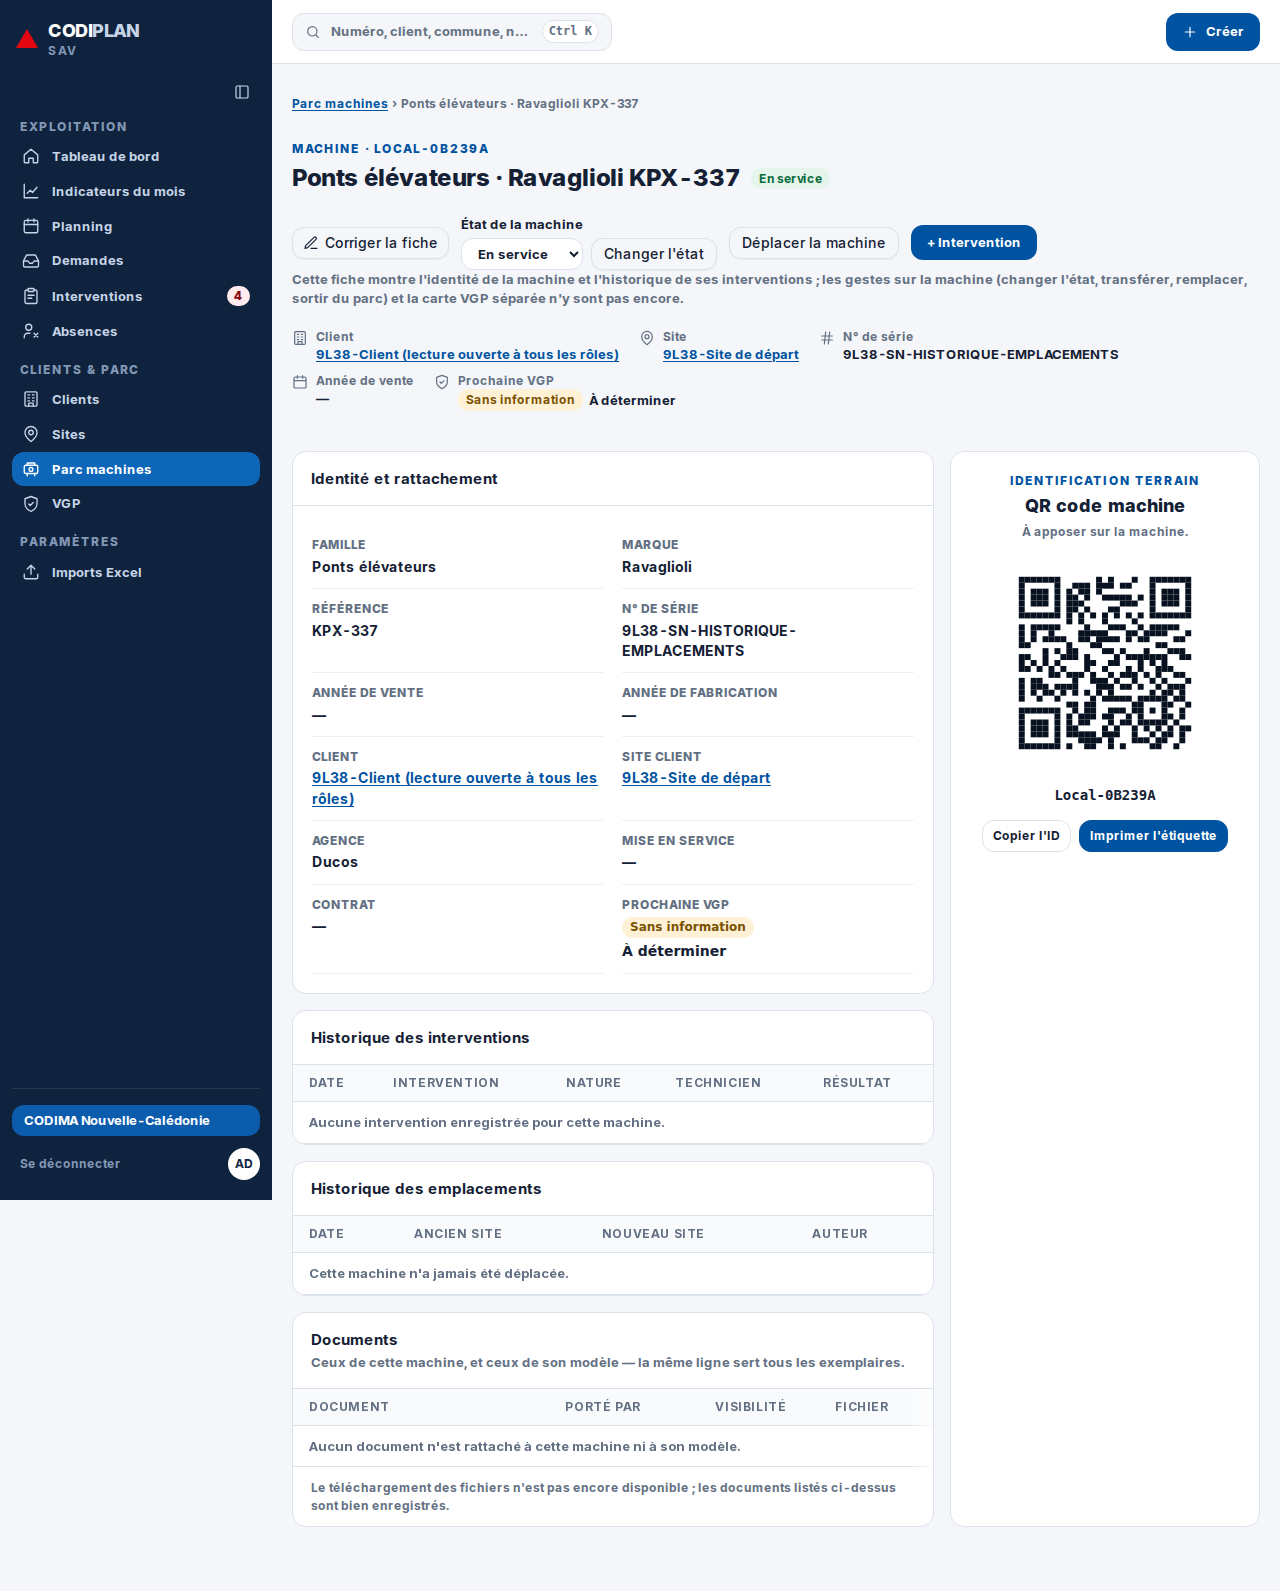 CODIPLAN
SAV
EXPLOITATION
Tableau de bord
Indicateurs du mois
Planning
Demandes
Interventions 4
Absences
CLIENTS & PARC
Clients
Sites
Parc machines
VGP
PARAMÈTRES
Imports Excel
CODIMA Nouvelle-Calédonie
Se déconnecter AD
Numéro, client, commune, n… Ctrl K
Créer
Parc machines › Ponts élévateurs · Ravaglioli KPX-337
MACHINE · LOCAL-0B239A
Ponts élévateurs · Ravaglioli KPX-337 En service
Corriger la fiche
État de la machine
En service
Changer l'état
Déplacer la machine
+ Intervention
Cette fiche montre l'identité de la machine et l'historique de ses interventions ; les gestes sur la machine (changer l'état, transférer, remplacer,
sortir du parc) et la carte VGP séparée n'y sont pas encore.
Client
9L38-Client (lecture ouverte à tous les rôles)
Site
9L38-Site de départ
N° de série
9L38-SN-HISTORIQUE-EMPLACEMENTS
Année de vente
—
Prochaine VGP
Sans information À déterminer
Identité et rattachement
FAMILLE
Ponts élévateurs
MARQUE
Ravaglioli
RÉFÉRENCE
KPX-337
N° DE SÉRIE
9L38-SN-HISTORIQUE-
EMPLACEMENTS
ANNÉE DE VENTE
—
ANNÉE DE FABRICATION
—
CLIENT
9L38-Client (lecture ouverte à tous les
rôles)
SITE CLIENT
9L38-Site de départ
AGENCE
Ducos
MISE EN SERVICE
—
CONTRAT
—
PROCHAINE VGP
Sans information
À déterminer
Historique des interventions
DATE INTERVENTION NATURE TECHNICIEN RÉSULTAT
Aucune intervention enregistrée pour cette machine.
Historique des emplacements
DATE ANCIEN SITE NOUVEAU SITE AUTEUR
Cette machine n'a jamais été déplacée.
Documents
Ceux de cette machine, et ceux de son modèle — la même ligne sert tous les exemplaires.
DOCUMENT PORTÉ PAR VISIBILITÉ FICHIER
Aucun document n'est rattaché à cette machine ni à son modèle.
Le téléchargement des fichiers n'est pas encore disponible ; les documents listés ci-dessus
sont bien enregistrés.
IDENTIFICATION TERRAIN
QR code machine
À apposer sur la machine.
Local-0B239A
Copier l'ID
Imprimer l'étiquette